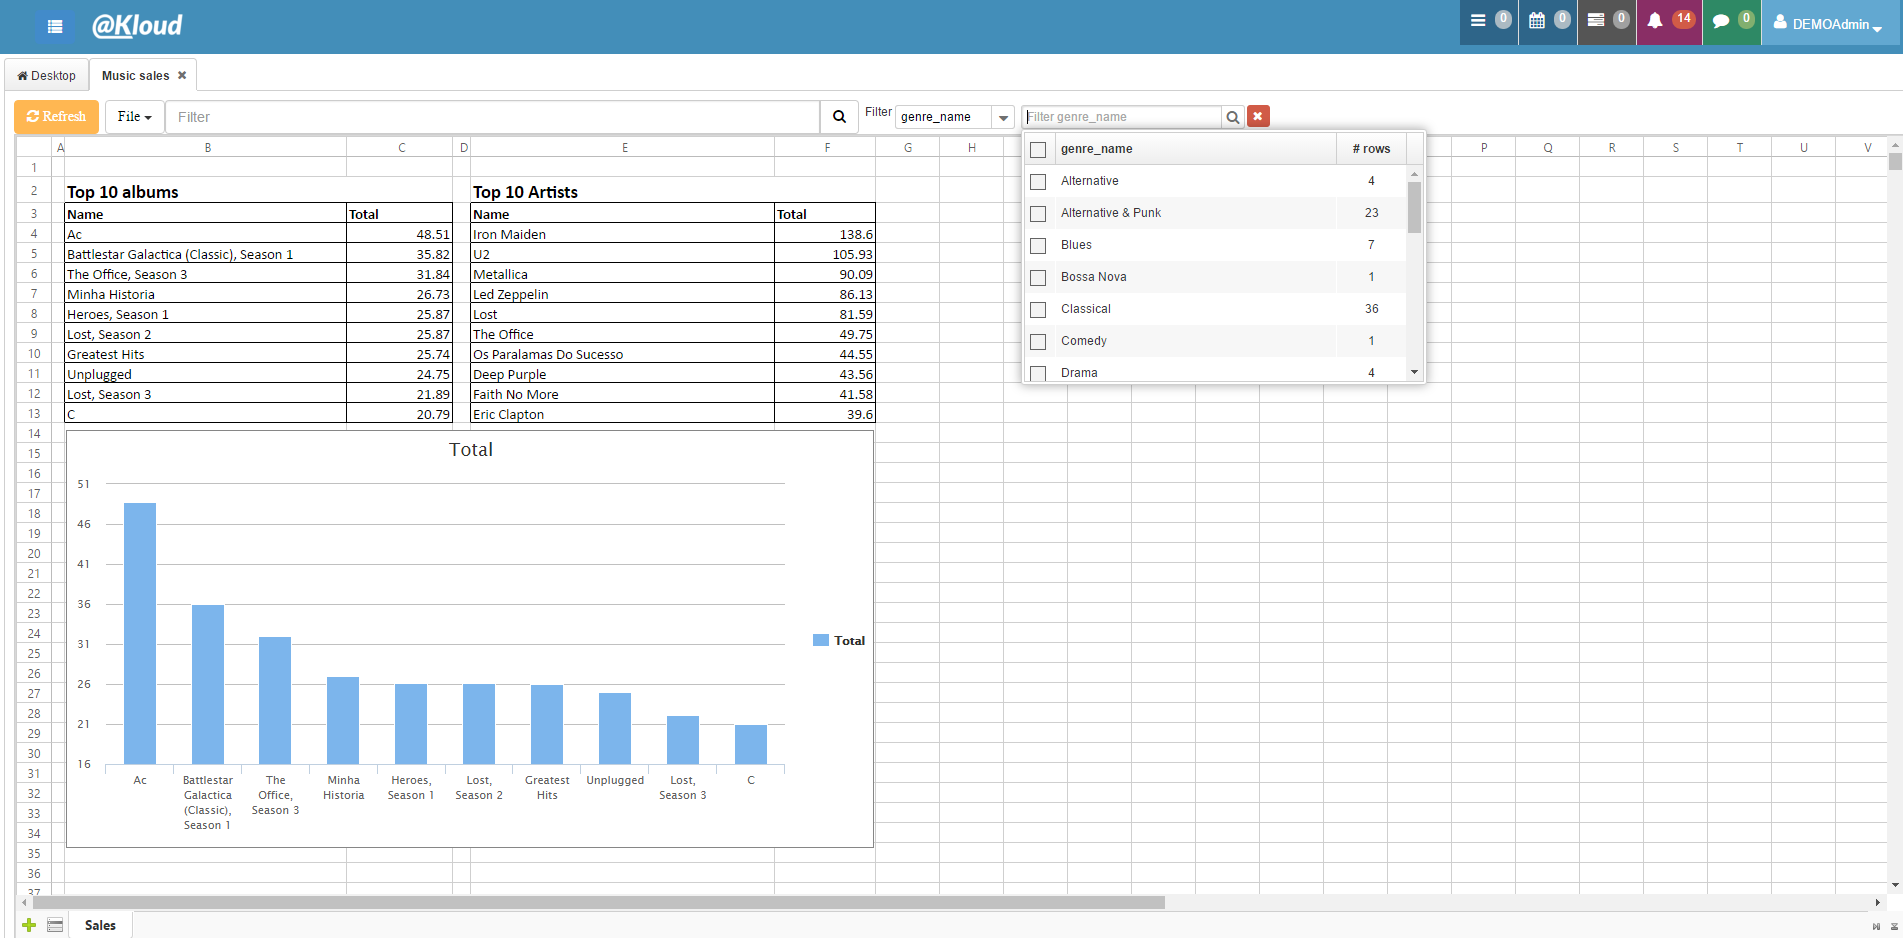 @Kloud 0 0 0 14 0 DEMOAdmin
Desktop Music sales ✖
Refresh File Filter Filter genre_name Filter genre_name
A B C D E F G H P Q R S T U V
genre_name # rows
Alternative 4
Alternative & Punk 23
Blues 7
Bossa Nova 1
Classical 36
Comedy 1
Drama 4
1
2 Top 10 albums Top 10 Artists
3 Name Total Name Total
4 Ac 48.51 Iron Maiden 138.6
5 Battlestar Galactica (Classic), Season 1 35.82 U2 105.93
6 The Office, Season 3 31.84 Metallica 90.09
7 Minha Historia 26.73 Led Zeppelin 86.13
8 Heroes, Season 1 25.87 Lost 81.59
9 Lost, Season 2 25.87 The Office 49.75
10 Greatest Hits 25.74 Os Paralamas Do Sucesso 44.55
11 Unplugged 24.75 Deep Purple 43.56
12 Lost, Season 3 21.89 Faith No More 41.58
13 C 20.79 Eric Clapton 39.6
14
15
16
17
18
19
20
21
22
23
24
25
26
27
28
29
30
31
32
33
34
35
36
37
Total
51
46
41
36
31
26
21
16
Total
Ac
Battlestar Galactica (Classic), Season 1
The Office, Season 3
Minha Historia
Heroes, Season 1
Lost, Season 2
Greatest Hits
Unplugged
Lost, Season 3
C
Sales